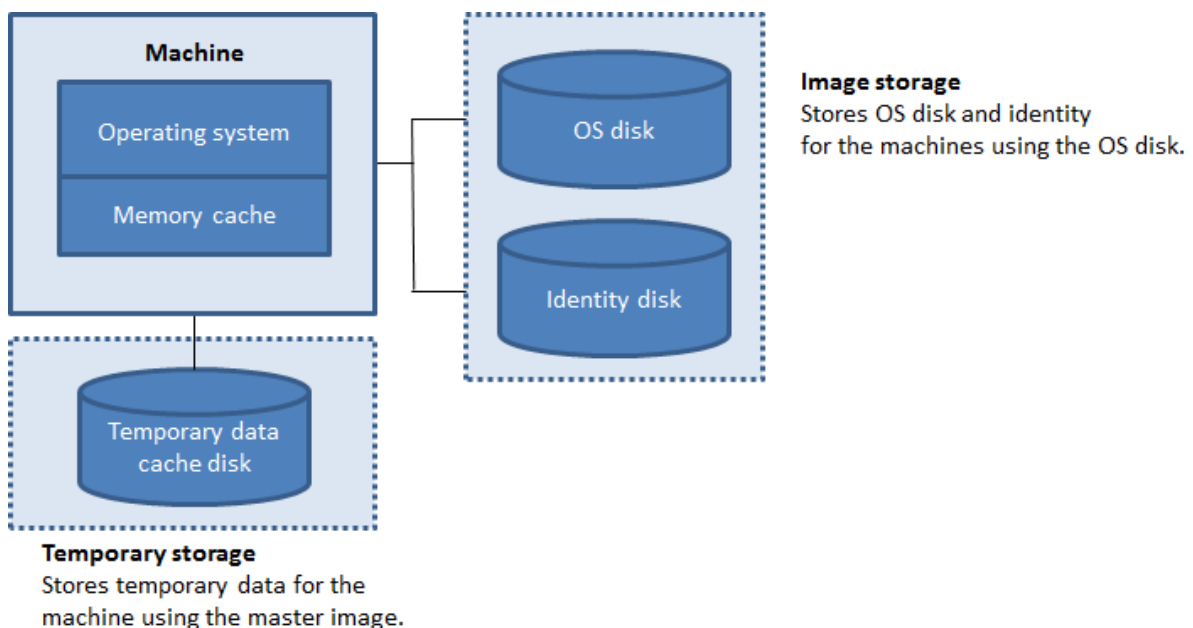 Machine
Operating system
Memory cache
OS disk
Identity disk
Image storage
Stores OS disk and identity
for the machines using the OS disk.
Temporary data
cache disk
Temporary storage
Stores temporary data for the
machine using the master image.